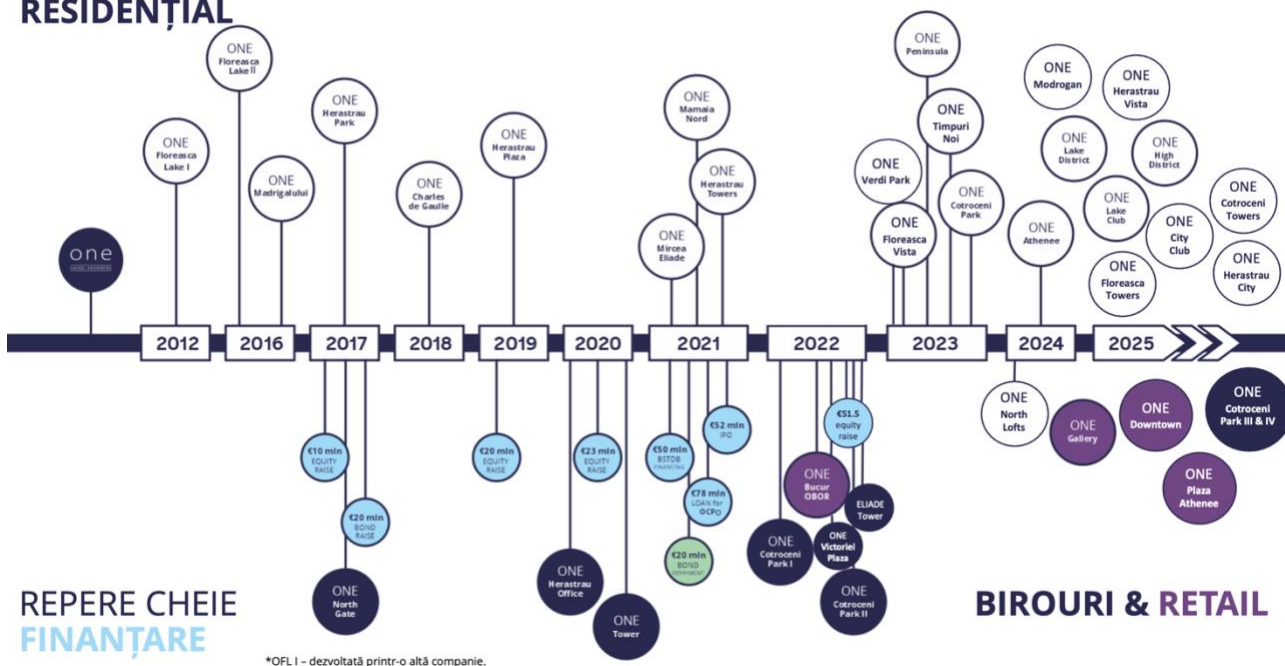 RESIDENȚIAL
ONE
Floreasca
Lake II
ONE
Peninsula
ONE
Modrogan
ONE
Herastrau
Vista
ONE
Herastrau
Park
ONE
Mamaia
Nord
ONE
Timpuri
Noi
ONE
Floreasca
Lake I
ONE
Herastrau
Plaza
ONE
Lake
District
ONE
High
District
ONE
Madrigalului
ONE
Charles
de Gaulle
ONE
Herastrau
Towers
ONE
Verdi Park
ONE
Cotroceni
Park
ONE
Lake
Club
ONE
Cotroceni
Towers
one
ONE
Mircea
Eliade
ONE
Floreasca
Vista
ONE
Athenee
ONE
City
Club
ONE
Floreasca
Towers
ONE
Herastrau
City
2012
2016
2017
2018
2019
2020
2021
2022
2023
2024
2025
€10 mln
EQUITY
RAISE
€20 mln
BOND
RAISE
ONE
North
Gate
€20 mln
EQUITY
RAISE
ONE
Herastrau
Office
€23 mln
EQUITY
RAISE
ONE
Tower
€50 mln
BSTDB
FINANCING
€20 mln
BOND
REPAYMENT
€78 mln
LOAN for
OCPO
€52 mln
IPO
ONE
Cotroceni
Park I
ONE
Bucur
OBOR
ONE
Victoriei
Plaza
€51.5
equity
raise
ELIADE
Tower
ONE
Cotroceni
Park II
ONE
North
Lofts
ONE
Gallery
ONE
Downtown
ONE
Plaza
Athenee
ONE
Cotroceni
Park III & IV
REPERE CHEIE
FINANȚARE
BIROURI & RETAIL
*OFL I – dezvoltată printr-o altă companie.